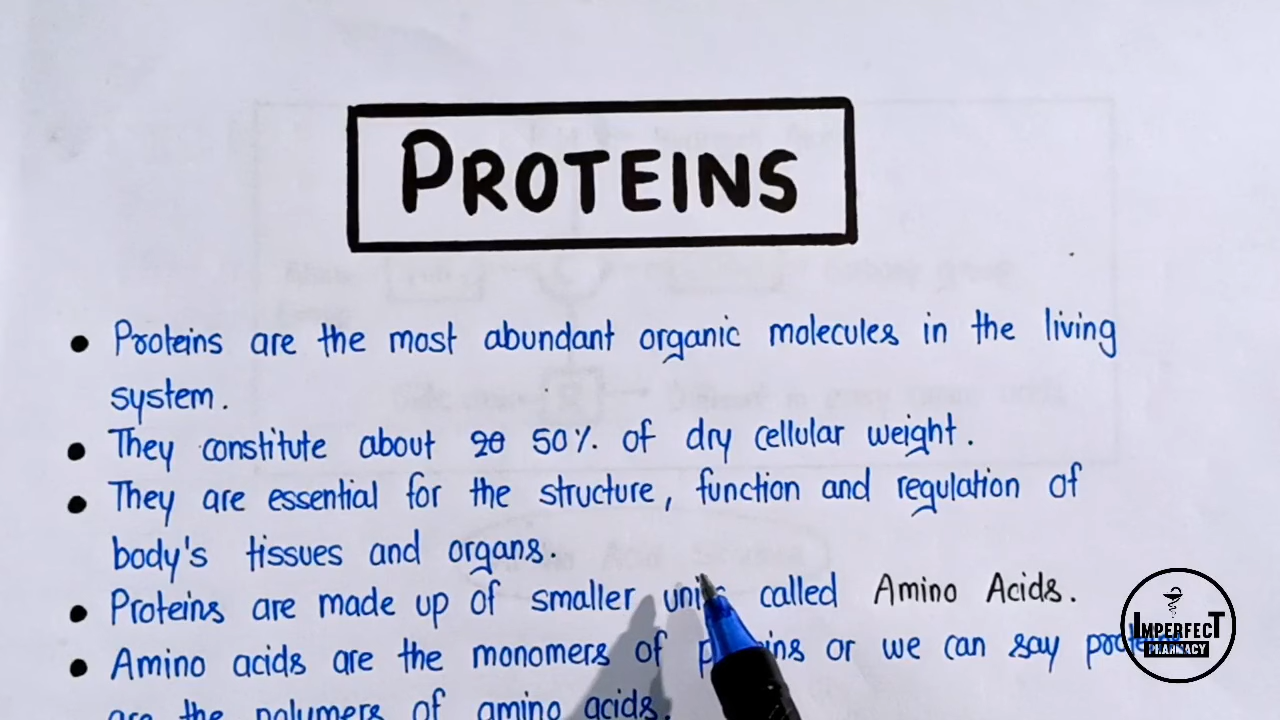 PROTEINS
• Proteins are the most abundant organic molecules in the living
system.
• They constitute about 20 50%. of dry cellular weight.
• They are essential for the structure, function and regulation of
body's tissues and organs.
• Proteins are made up of smaller called Amino Acids.
• Amino acids are the monomers of or we can say
are the polymers of amino acids.
IMPERFECT
PHARMACY